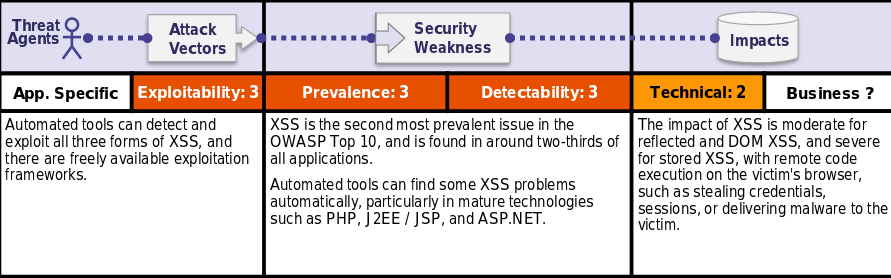 Threat
Agents
Attack
Vectors
Security
Weakness
Impacts
App. Specific
Exploitability: 3
Prevalence: 3
Detectability: 3
Technical: 2
Business ?
Automated tools can detect and
exploit all three forms of XSS, and
there are freely available exploitation
frameworks.
XSS is the second most prevalent issue in the
OWASP Top 10, and is found in around two-thirds of
all applications.
Automated tools can find some XSS problems
automatically, particularly in mature technologies
such as PHP, J2EE / JSP, and ASP.NET.
The impact of XSS is moderate for
reflected and DOM XSS, and severe
for stored XSS, with remote code
execution on the victim's browser,
such as stealing credentials,
sessions, or delivering malware to the
victim.